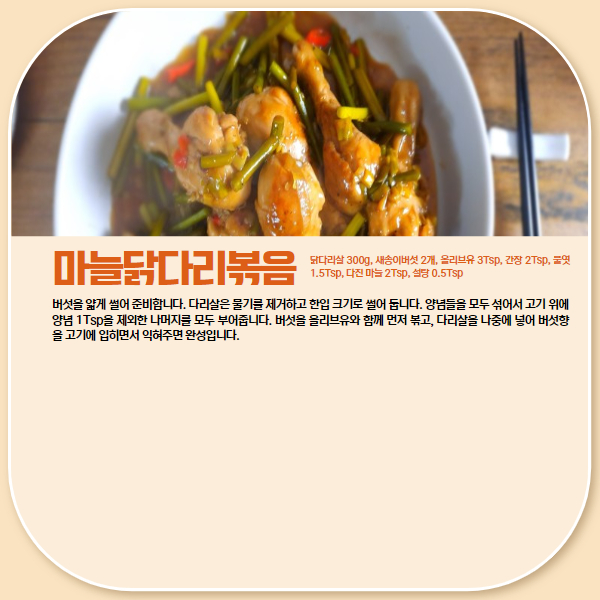 마늘닭다리볶음
닭다리살 300g, 새송이버섯 2개, 올리브유 3Tsp, 간장 2Tsp, 물엿
1.5Tsp, 다진 마늘 2Tsp, 설탕 0.5Tsp
버섯을 얇게 썰어 준비합니다. 다리살은 물기를 제거하고 한입 크기로 썰어 둡니다. 양념들을 모두 섞어서 고기 위에
양념 1Tsp을 제외한 나머지를 모두 부어줍니다. 버섯을 올리브유와 함께 먼저 볶고, 다리살을 나중에 넣어 버섯향
을 고기에 입히면서 익혀주면 완성입니다.